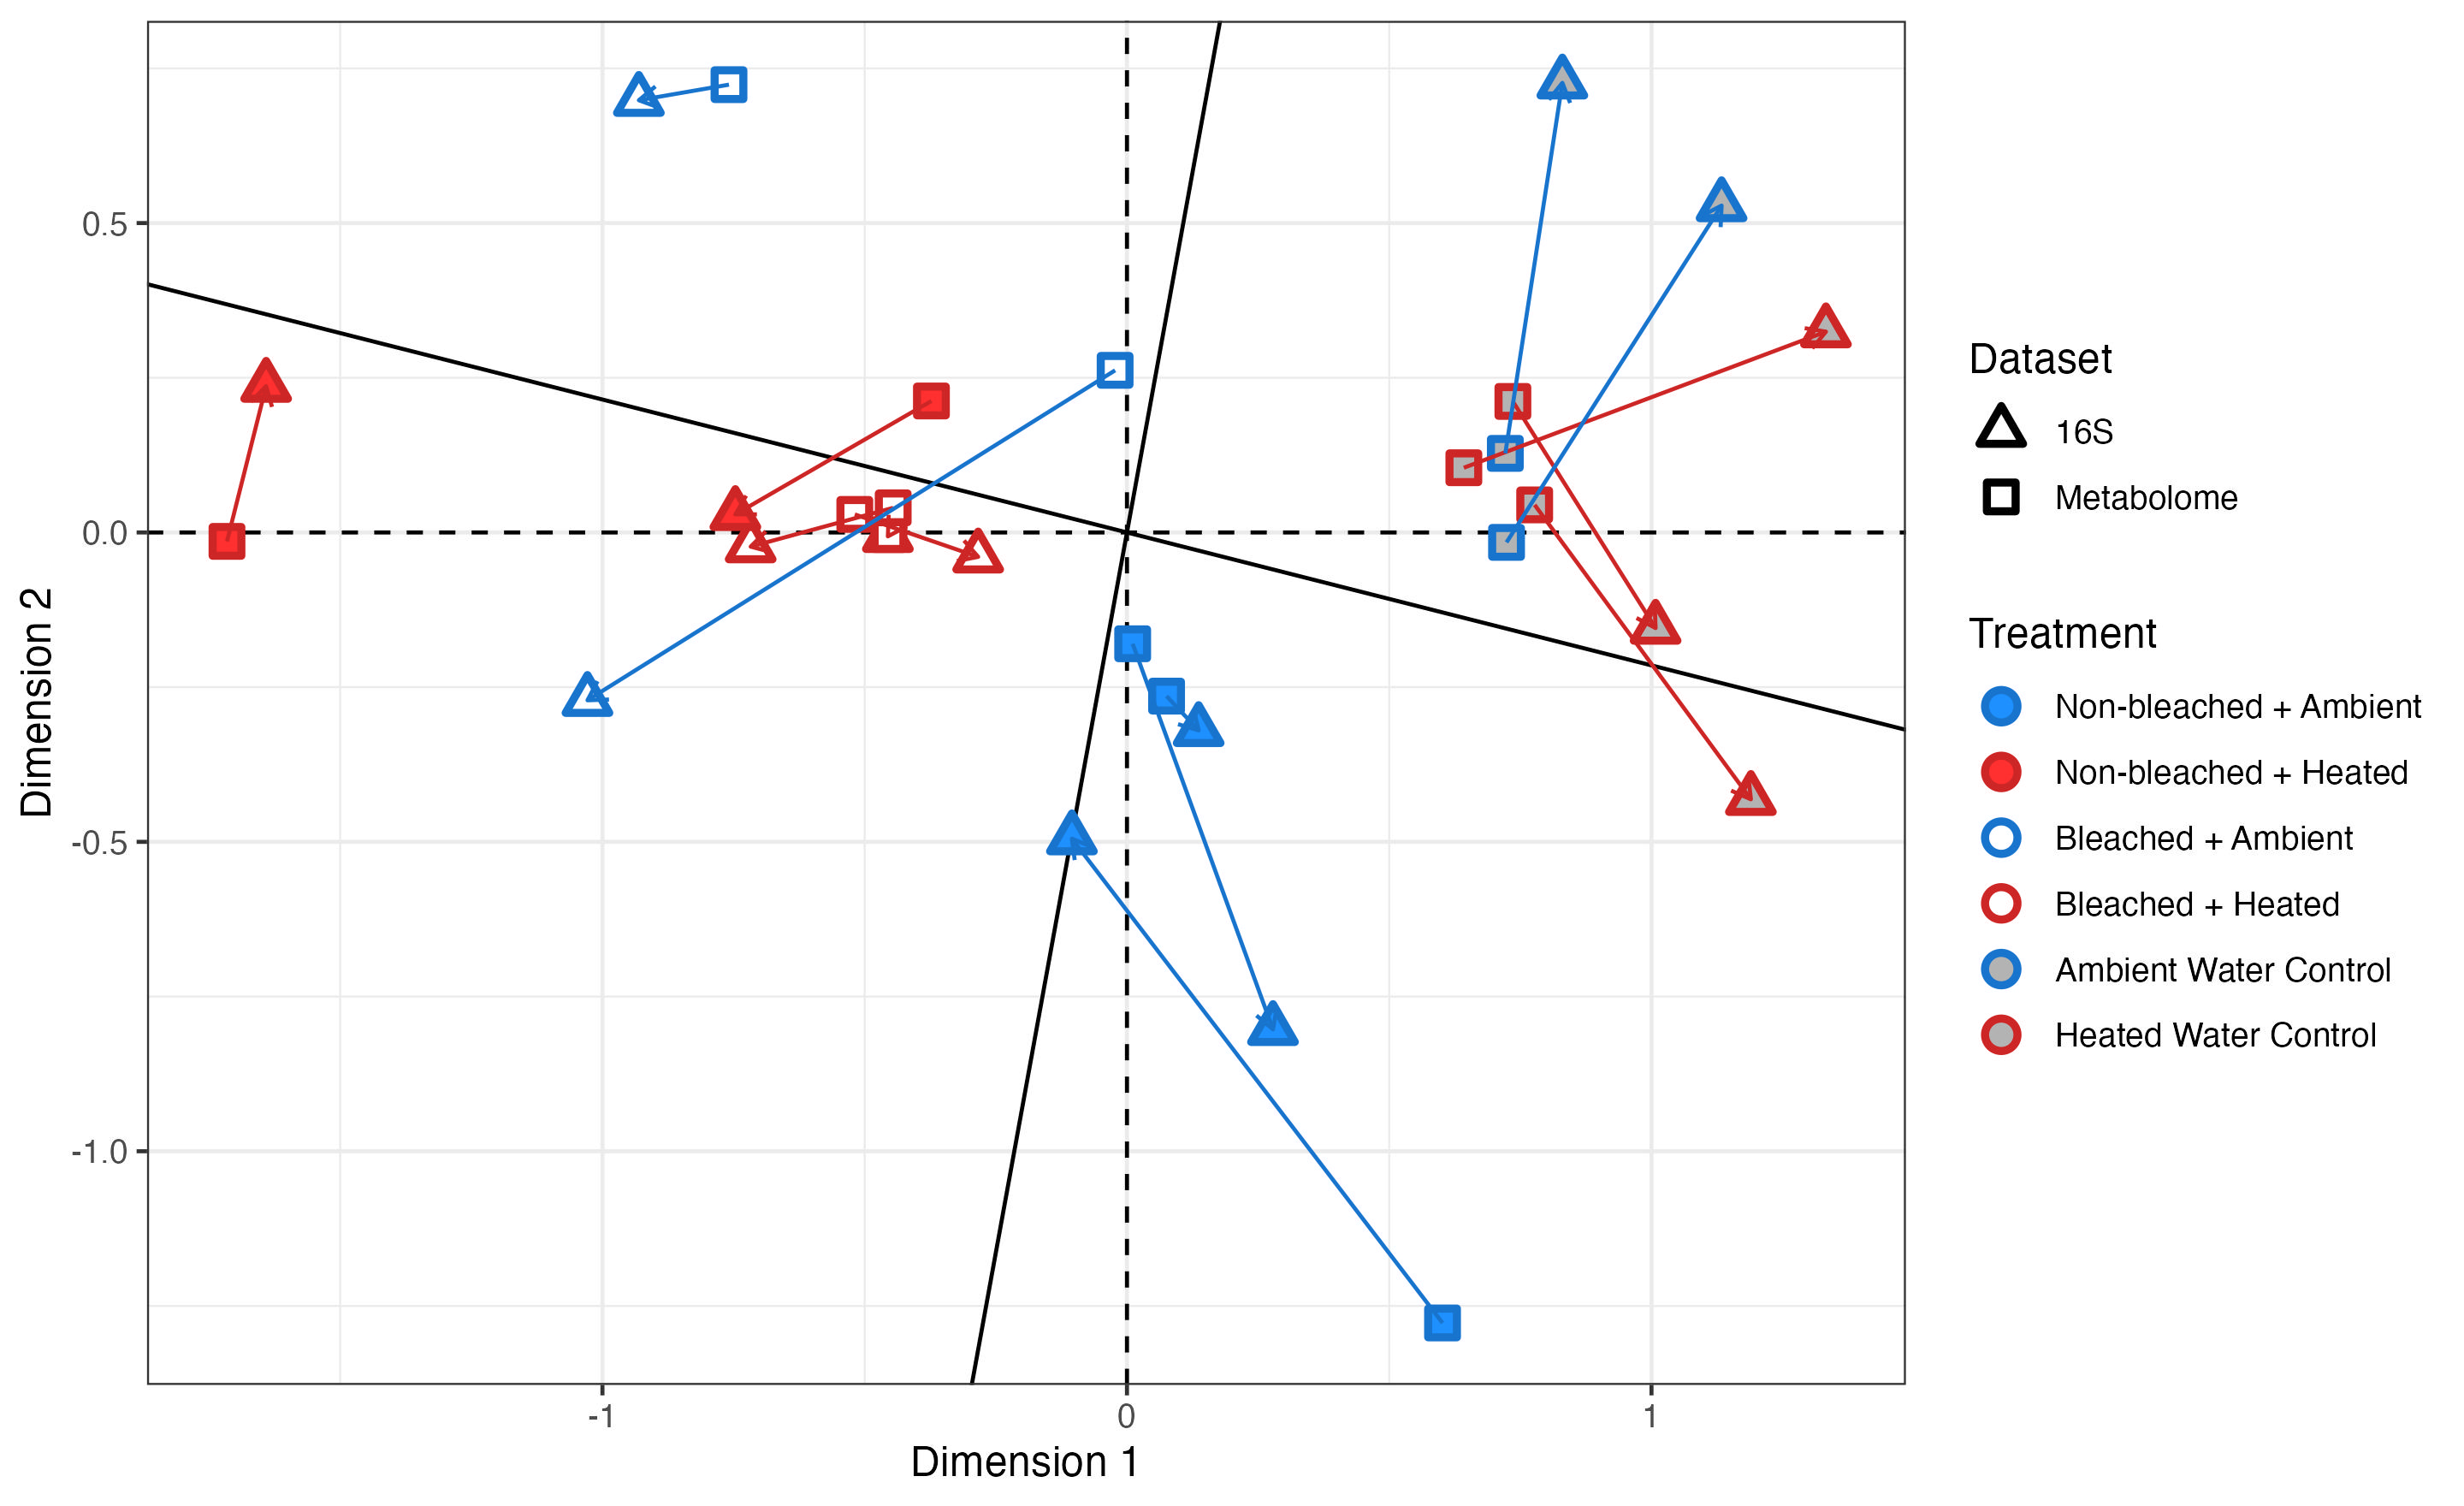 0.5
0.0
-0.5
-1.0
Dimension 2
-1
0
1
Dimension 1
Dataset
16S
Metabolome
Treatment
Non-bleached + Ambient
Non-bleached + Heated
Bleached + Ambient
Bleached + Heated
Ambient Water Control
Heated Water Control